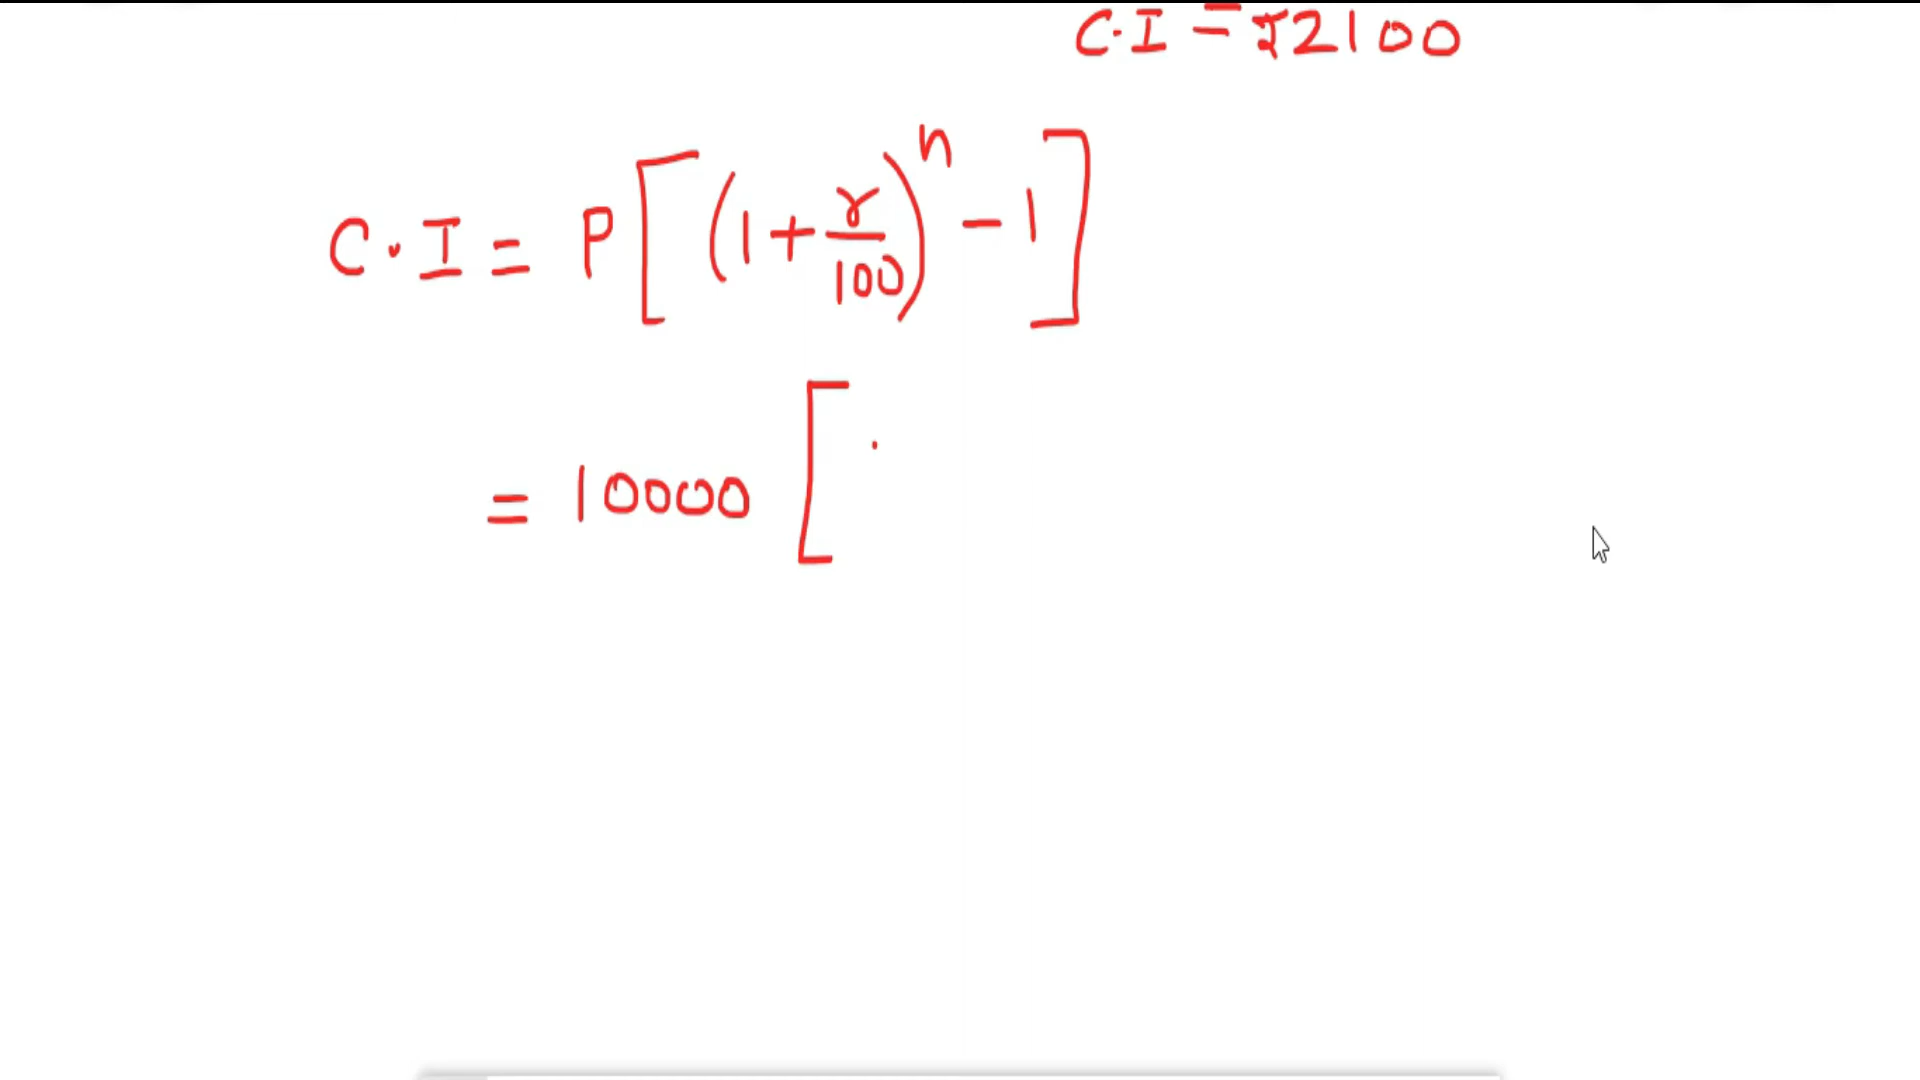 C.I = ₹2100
C.I = P[(1+r/100)^n - 1]
= 10000 [